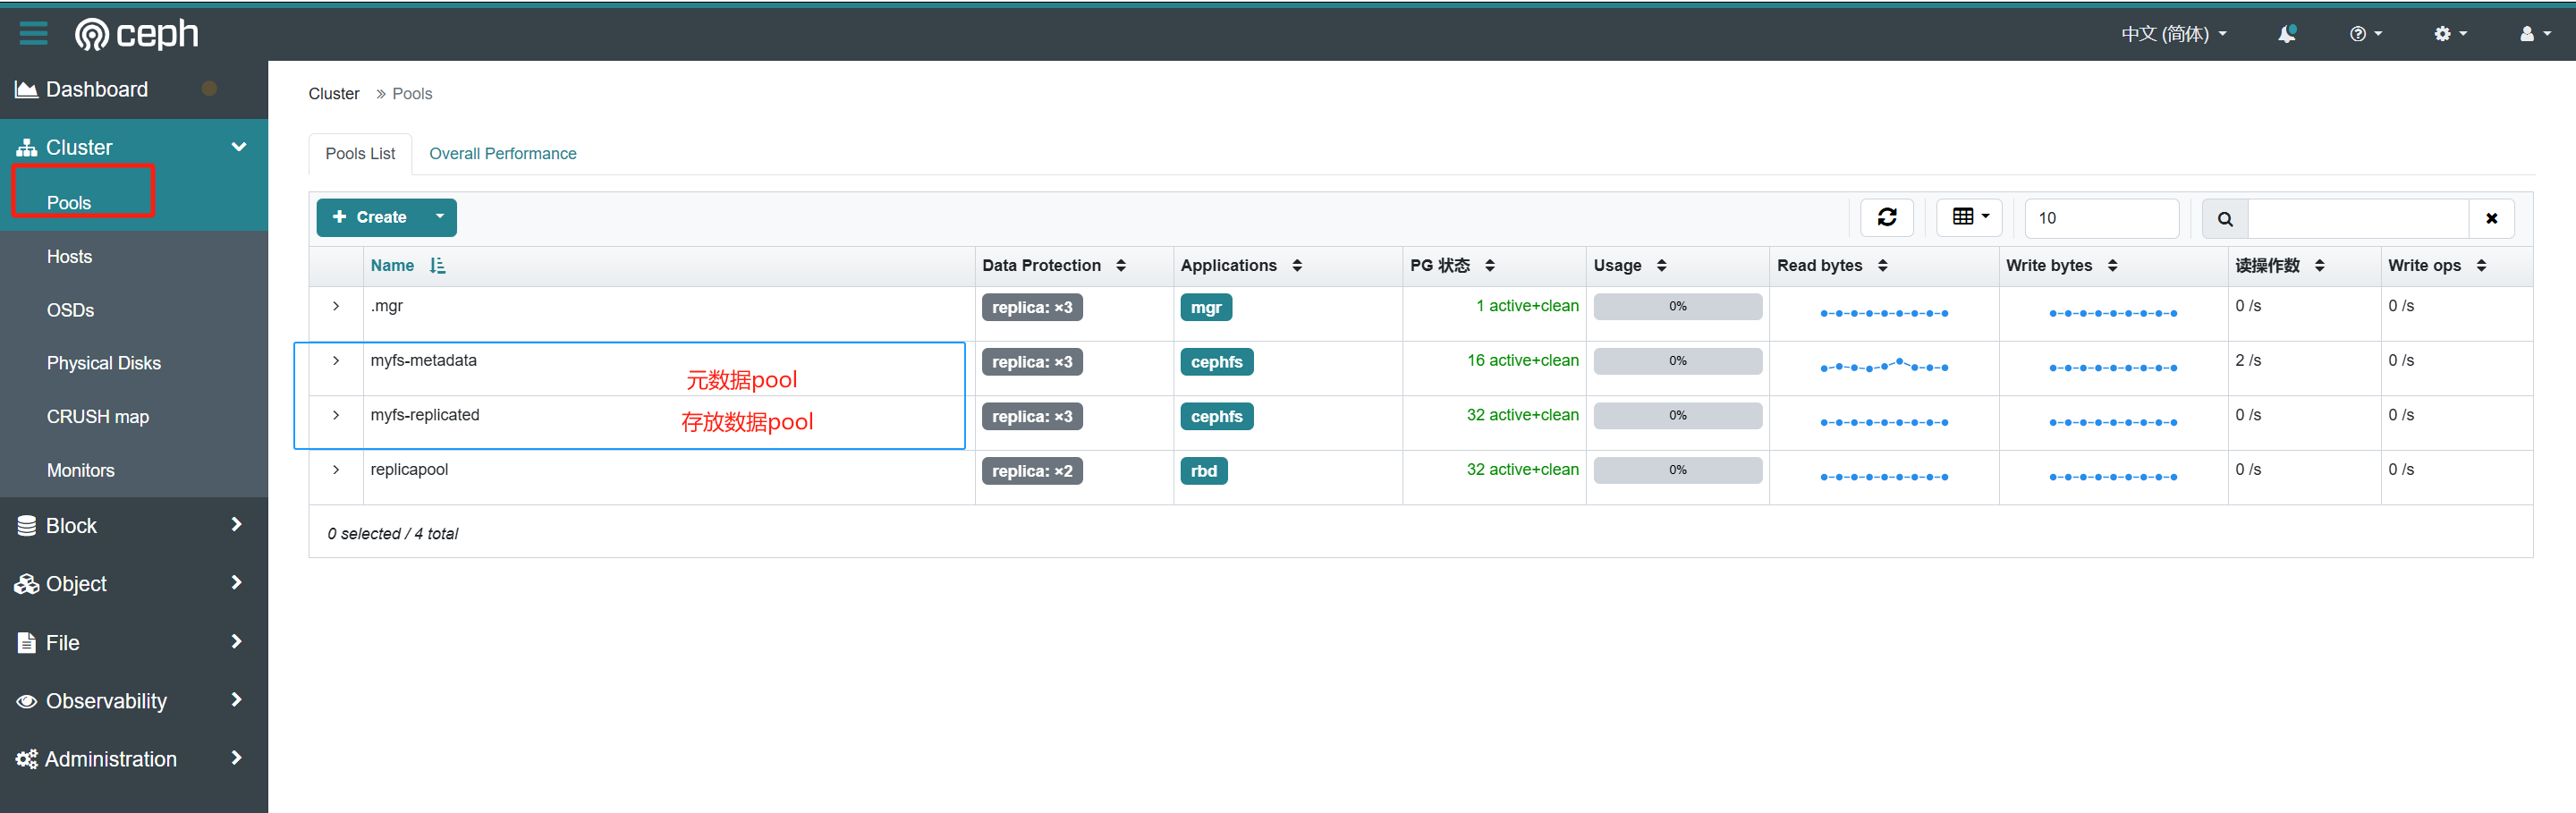 ceph
中文 (简体)
Dashboard
Cluster
Pools
Hosts
OSDs
Physical Disks
CRUSH map
Monitors
Block
Object
File
Observability
Administration
Cluster » Pools
Pools List Overall Performance
+ Create 10
Name Data Protection Applications PG 状态 Usage Read bytes Write bytes 读操作数 Write ops
.mgr replica: ×3 mgr 1 active+clean 0% 0 /s 0 /s
myfs-metadata 元数据pool replica: ×3 cephfs 16 active+clean 0% 2 /s 0 /s
myfs-replicated 存放数据pool replica: ×3 cephfs 32 active+clean 0% 0 /s 0 /s
replicapool replica: ×2 rbd 32 active+clean 0% 0 /s 0 /s
0 selected / 4 total